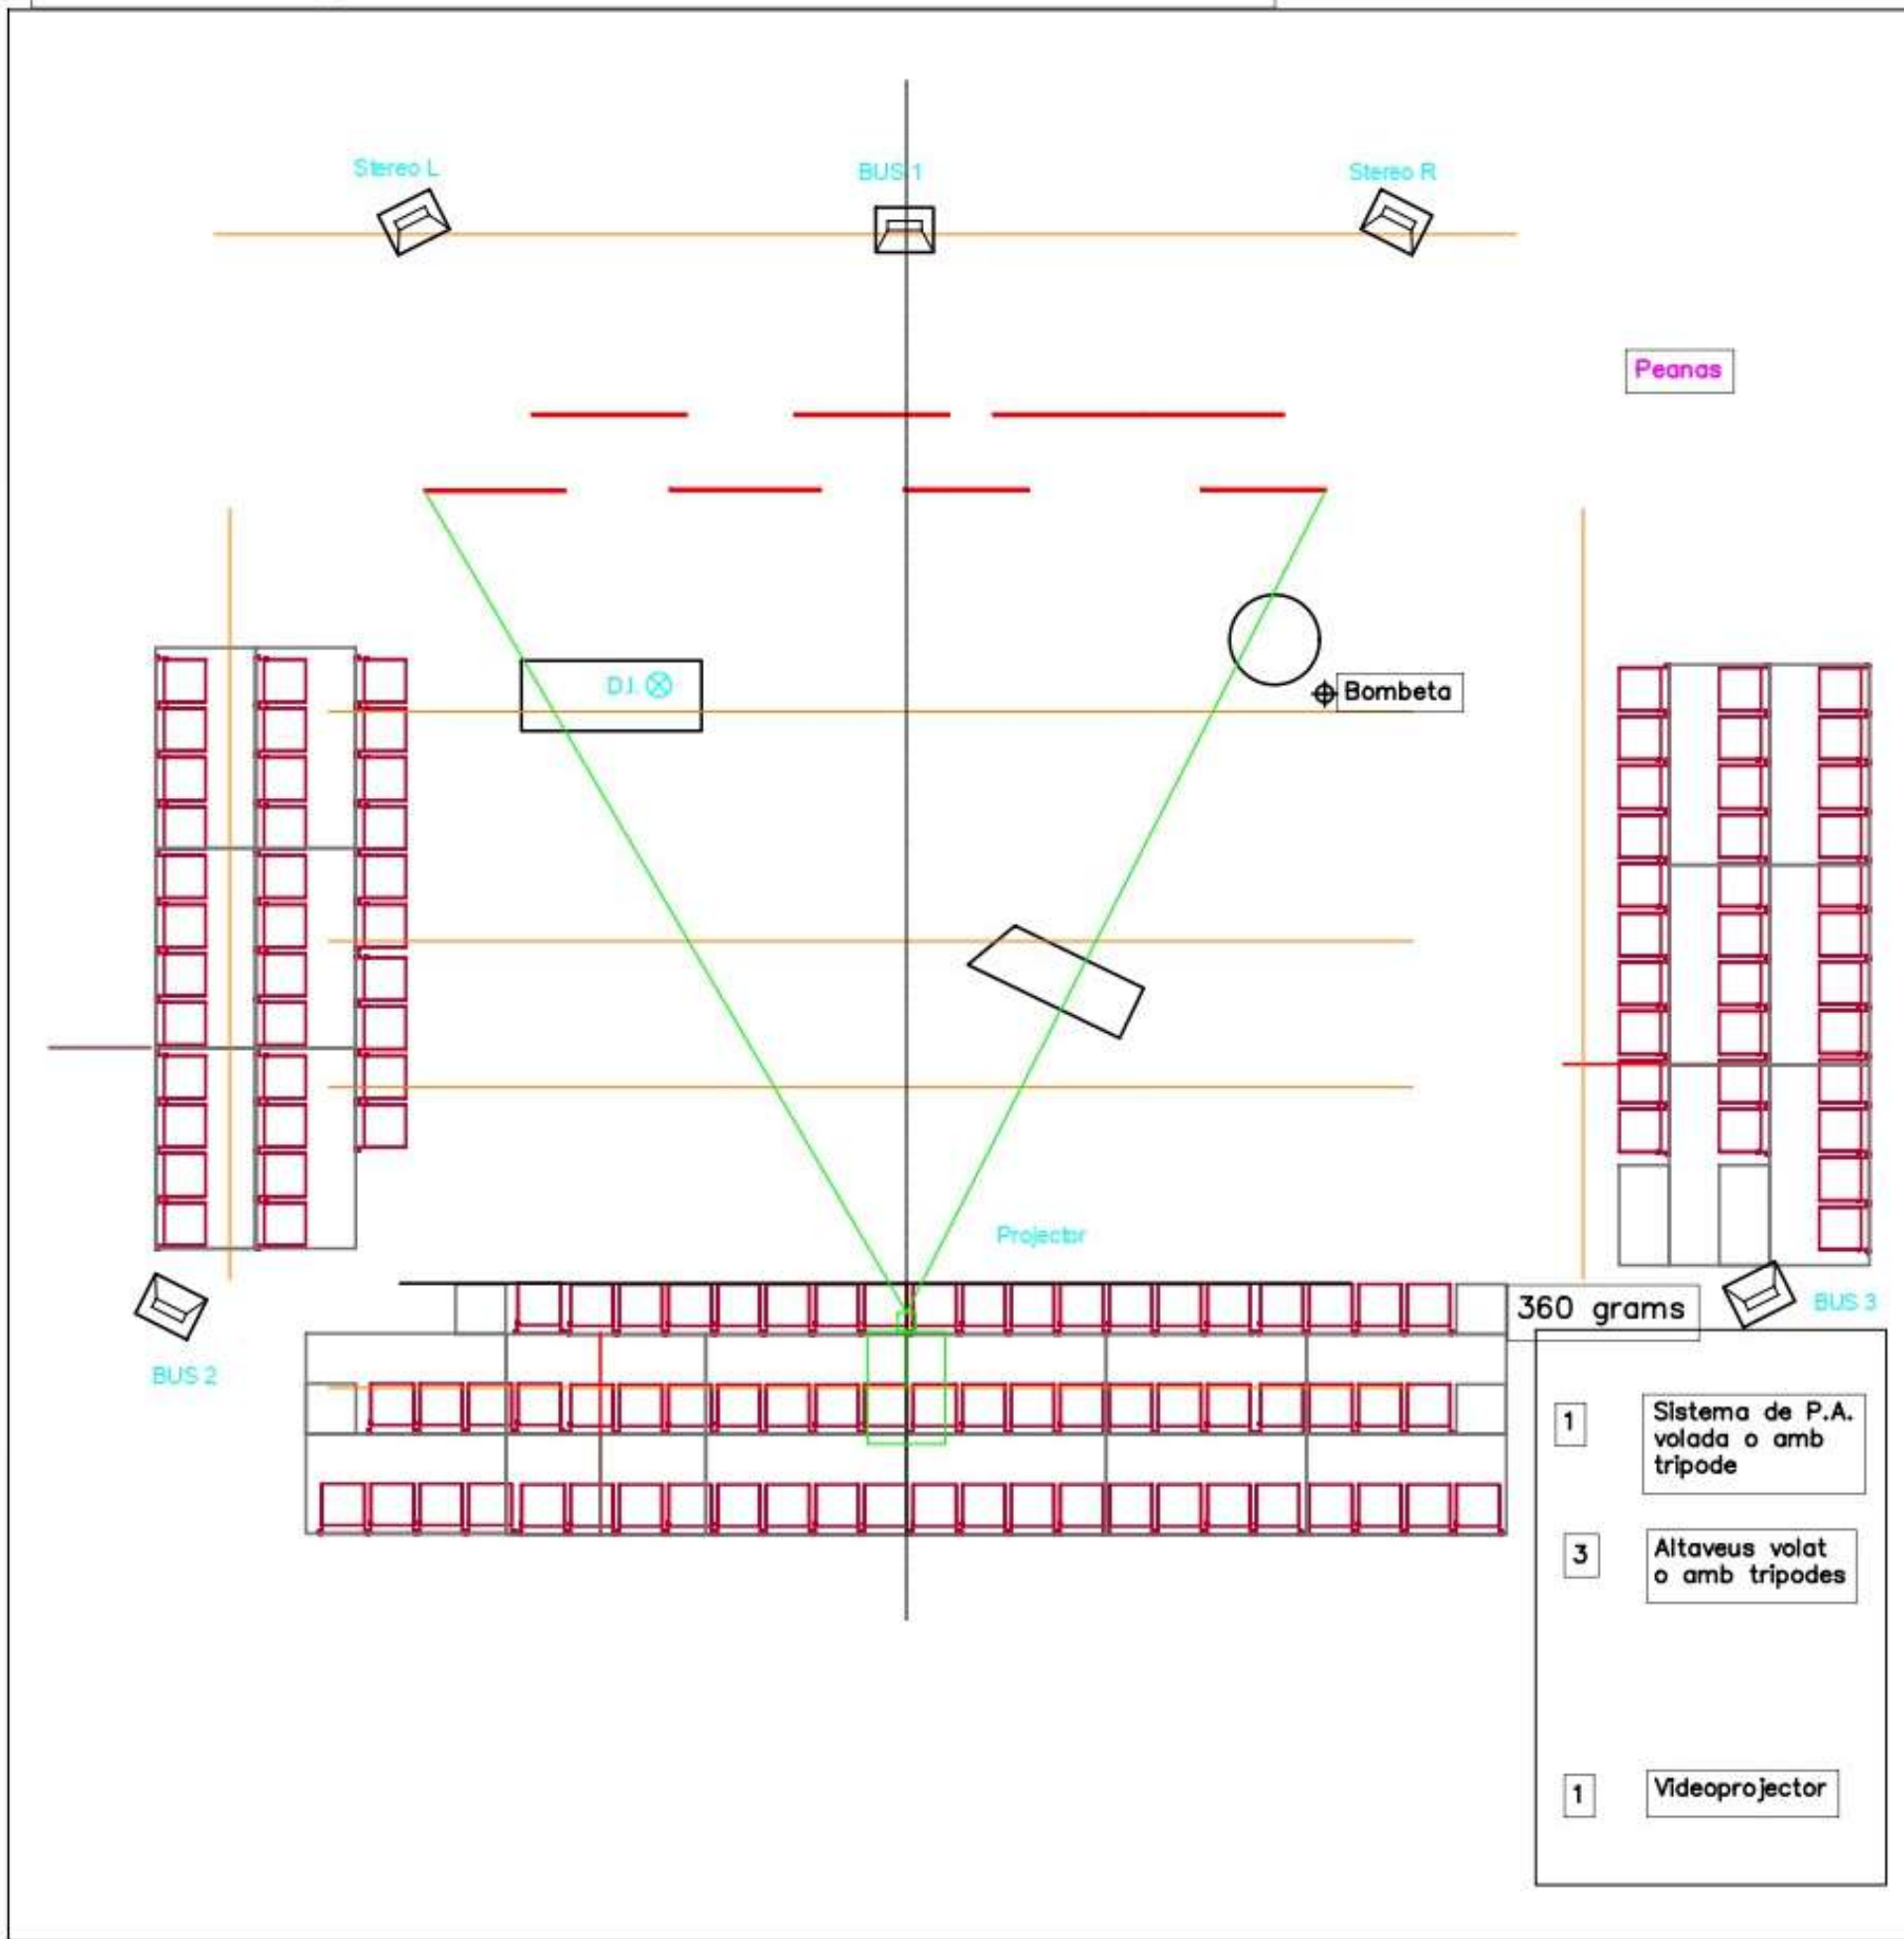 Stereo L
BUS 1
Stereo R
Peanas
D.I.
Bombeta
Projector
360 grams
BUS 3
BUS 2
1
Sistema de P.A.
volada o amb
tripode
3
Altaveus volat
o amb tripodes
1
Videoprojector